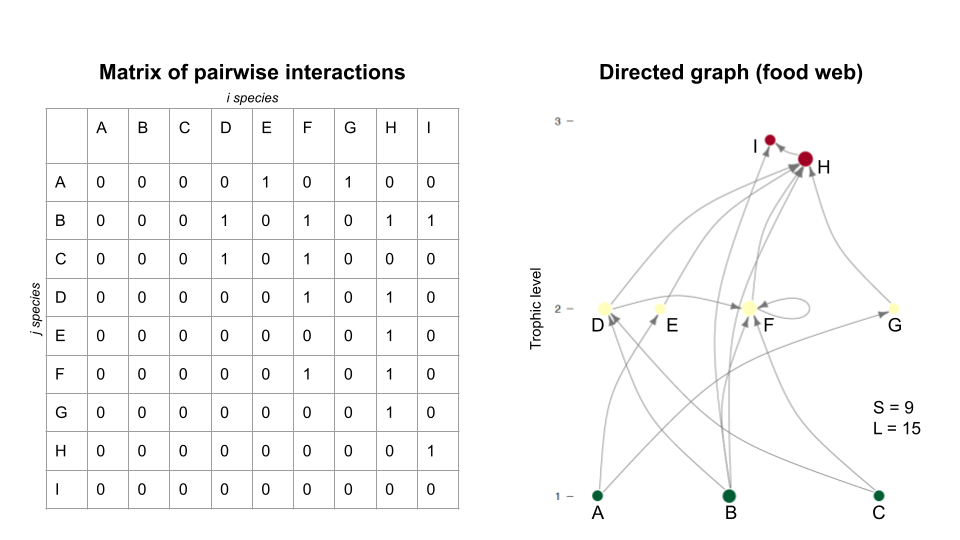 Matrix of pairwise interactions
i species
A B C D E F G H I
A 0 0 0 0 1 0 1 0 0
B 0 0 0 1 0 1 0 1 1
C 0 0 0 1 0 1 0 0 0
D 0 0 0 0 0 1 0 1 0
E 0 0 0 0 0 0 0 1 0
F 0 0 0 0 0 1 0 1 0
G 0 0 0 0 0 0 0 1 0
H 0 0 0 0 0 0 0 0 1
I 0 0 0 0 0 0 0 0 0
j species
Directed graph (food web)
3
I
H
Trophic level
2
D E F G
S = 9
L = 15
1
A B C